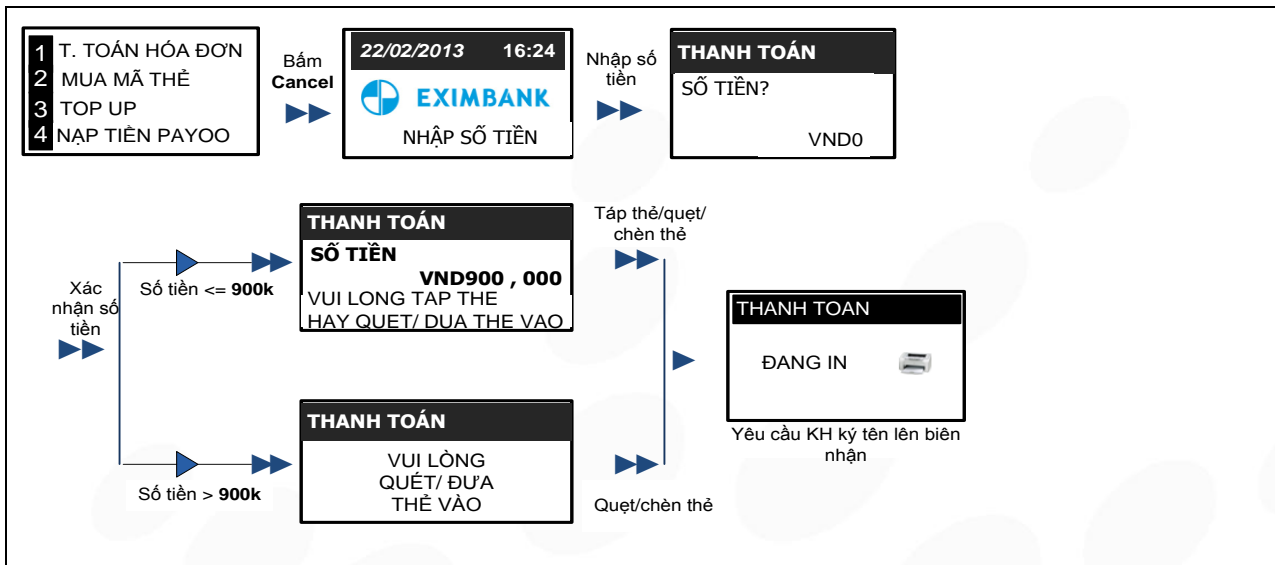 1 T. TOÁN HÓA ĐƠN
2 MUA MÃ THẺ
3 TOP UP
4 NẠP TIỀN PAYOO
Bấm
Cancel
22/02/2013 16:24
EXIMBANK
NHẬP SỐ TIỀN
Nhập số
tiền
THANH TOÁN
SỐ TIỀN?
VND0
Xác
nhận số
tiền
Số tiền <= 900k
THANH TOÁN
SỐ TIỀN
VND900 , 000
VUI LONG TAP THE
HAY QUET/ DUA THE VAO
Táp thẻ/quẹt/
chèn thẻ
Số tiền > 900k
THANH TOÁN
VUI LÒNG
QUÉT/ ĐƯA
THẺ VÀO
Quẹt/chèn thẻ
THANH TOAN
ĐANG IN
Yêu cầu KH ký tên lên biên
nhận